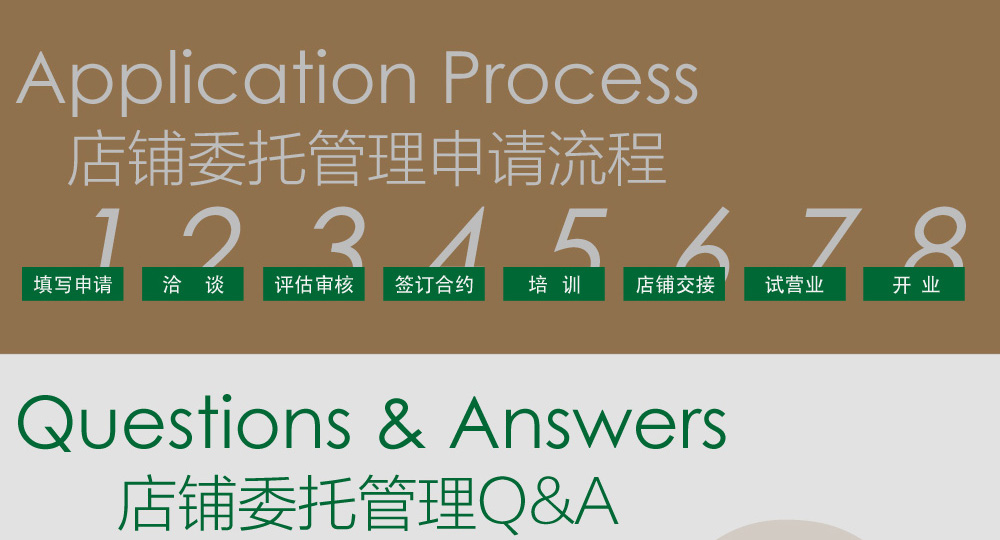 Application Process
店铺委托管理申请流程
1 2 3 4 5 6 7 8
填写申请 洽 谈 评估审核 签订合约 培 训 店铺交接 试营业 开 业
Questions & Answers
店铺委托管理Q&A